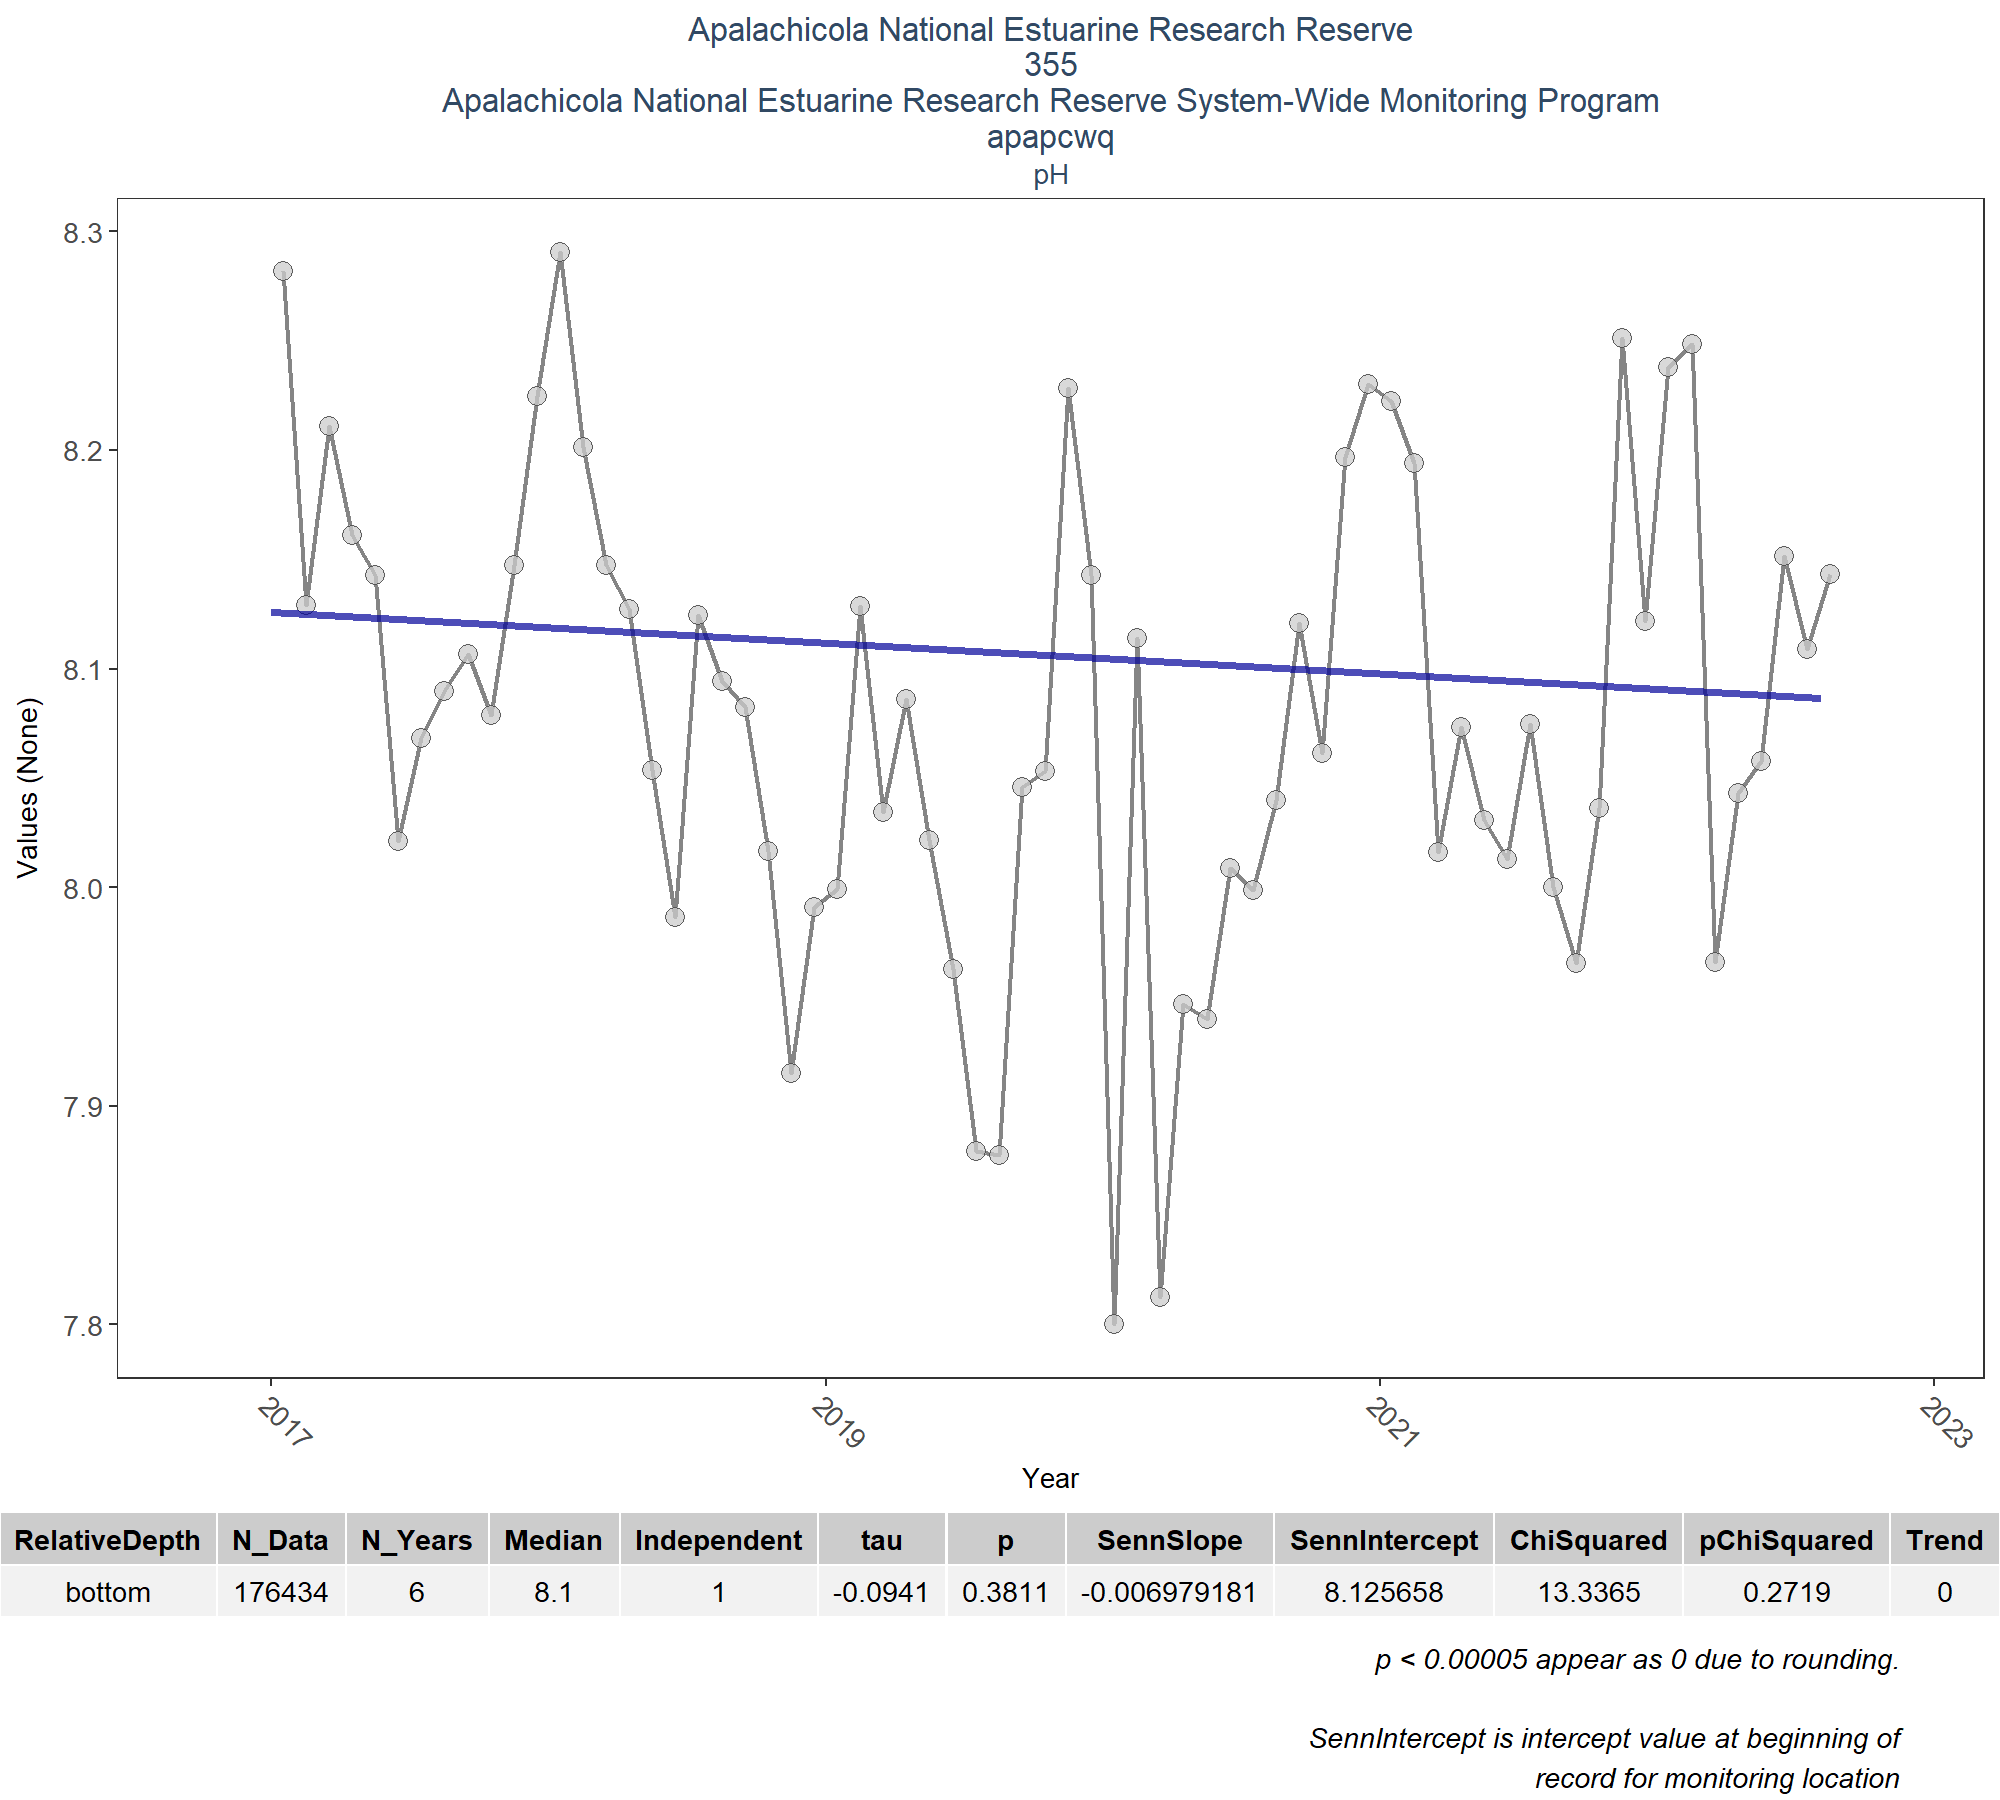 Apalachicola National Estuarine Research Reserve
355
Apalachicola National Estuarine Research Reserve System-Wide Monitoring Program
apapcwq
pH
8.3
8.2
8.1
8.0
7.9
7.8
Values (None)
2017 2019 2021 2023
Year
RelativeDepth N_Data N_Years Median Independent tau p SennSlope SennIntercept ChiSquared pChiSquared Trend
bottom 176434 6 8.1 1 -0.0941 0.3811 -0.006979181 8.125658 13.3365 0.2719 0
p < 0.00005 appear as 0 due to rounding.
SennIntercept is intercept value at beginning of
record for monitoring location